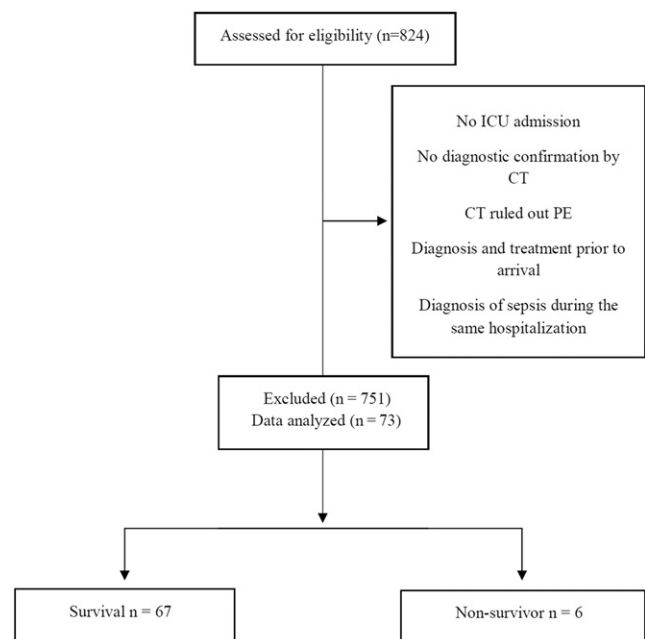 Assessed for eligibility (n=824)
No ICU admission
No diagnostic confirmation by
CT
CT ruled out PE
Diagnosis and treatment prior to
arrival
Diagnosis of sepsis during the
same hospitalization
Excluded (n = 751)
Data analyzed (n = 73)
Survival n = 67
Non-survivor n = 6